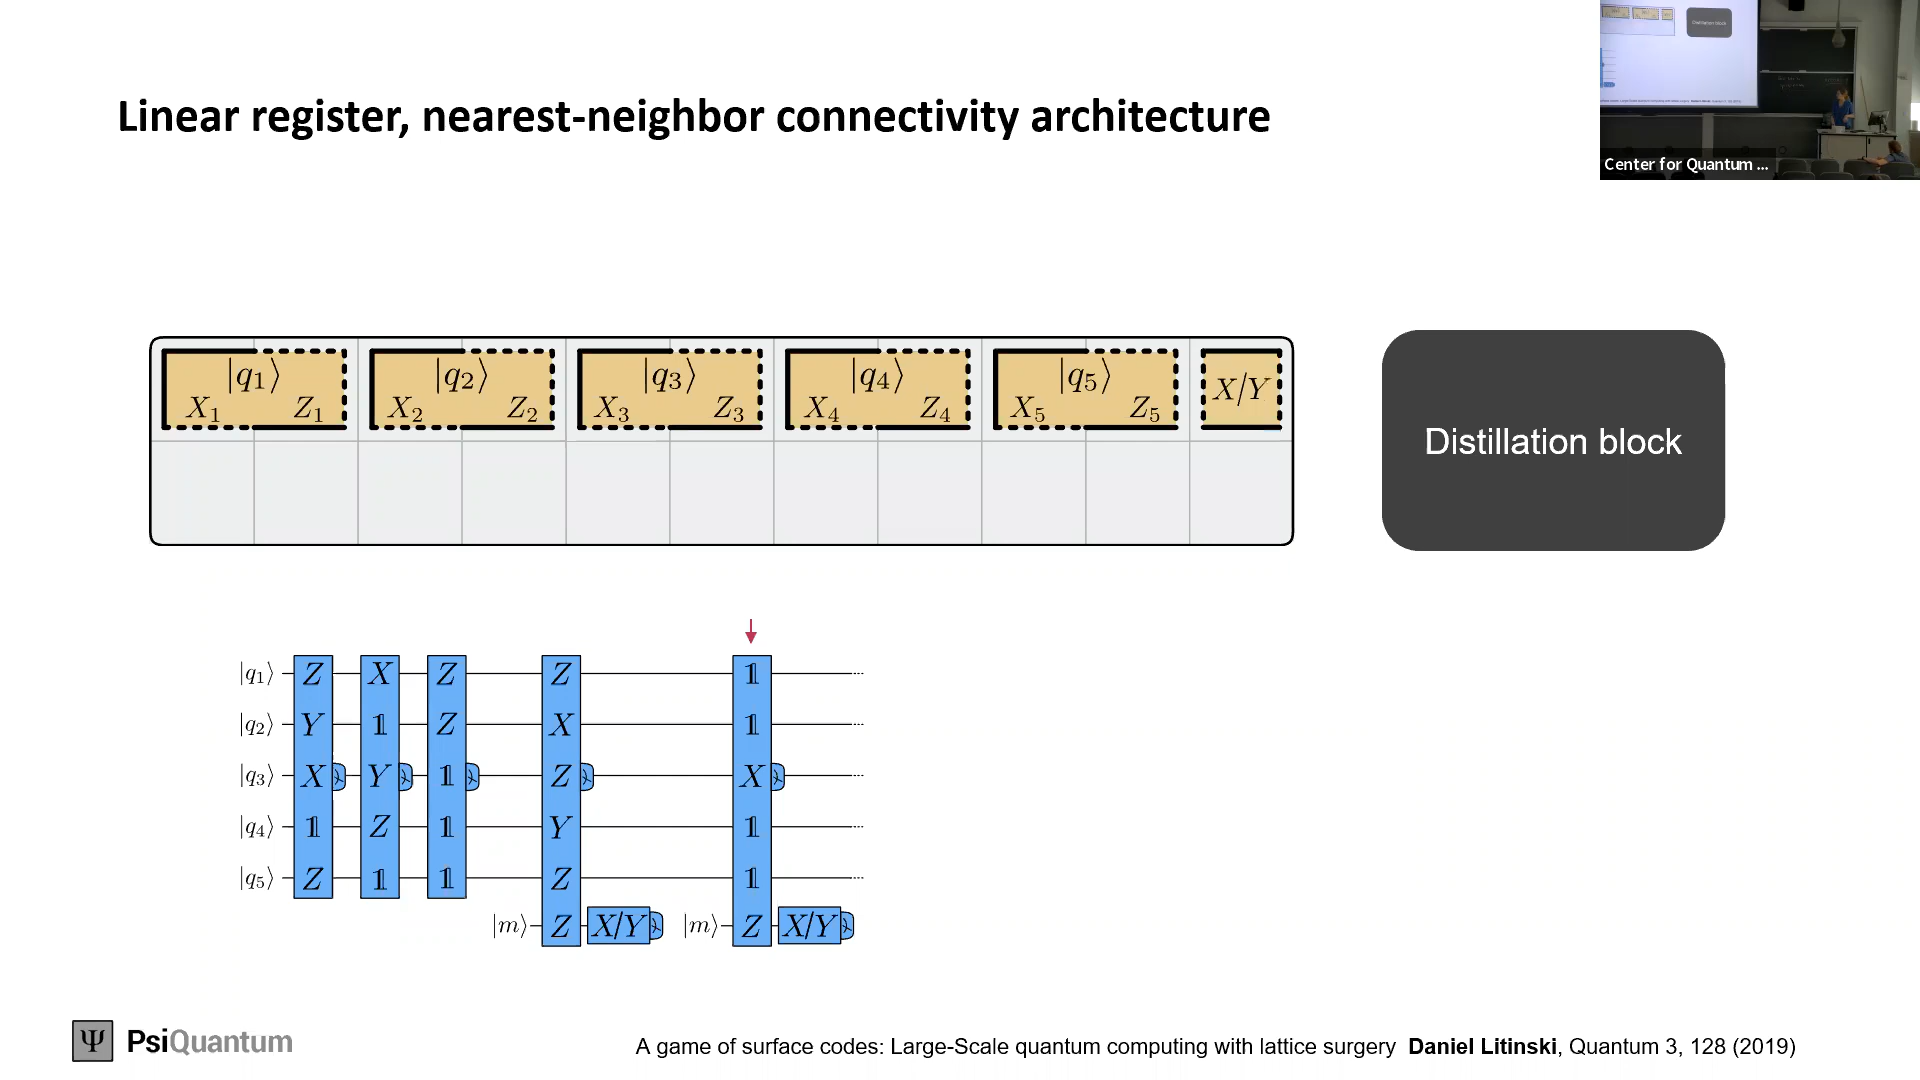 Linear register, nearest-neighbor connectivity architecture
Center for Quantum ...
|q₁⟩ |q₂⟩ |q₃⟩ |q₄⟩ |q₅⟩
X₁ Z₁ X₂ Z₂ X₃ Z₃ X₄ Z₄ X₅ Z₅ X/Y
Distillation block
|q₁⟩ Z X Z Z 𝟙
|q₂⟩ Y 𝟙 Z X 𝟙
|q₃⟩ X Y 𝟙 Z X
|q₄⟩ 𝟙 Z 𝟙 Y 𝟙
|q₅⟩ Z 𝟙 𝟙 Z 𝟙
|m⟩ Z X/Y |m⟩ Z X/Y
Ψ PsiQuantum
A game of surface codes: Large-Scale quantum computing with lattice surgery Daniel Litinski, Quantum 3, 128 (2019)